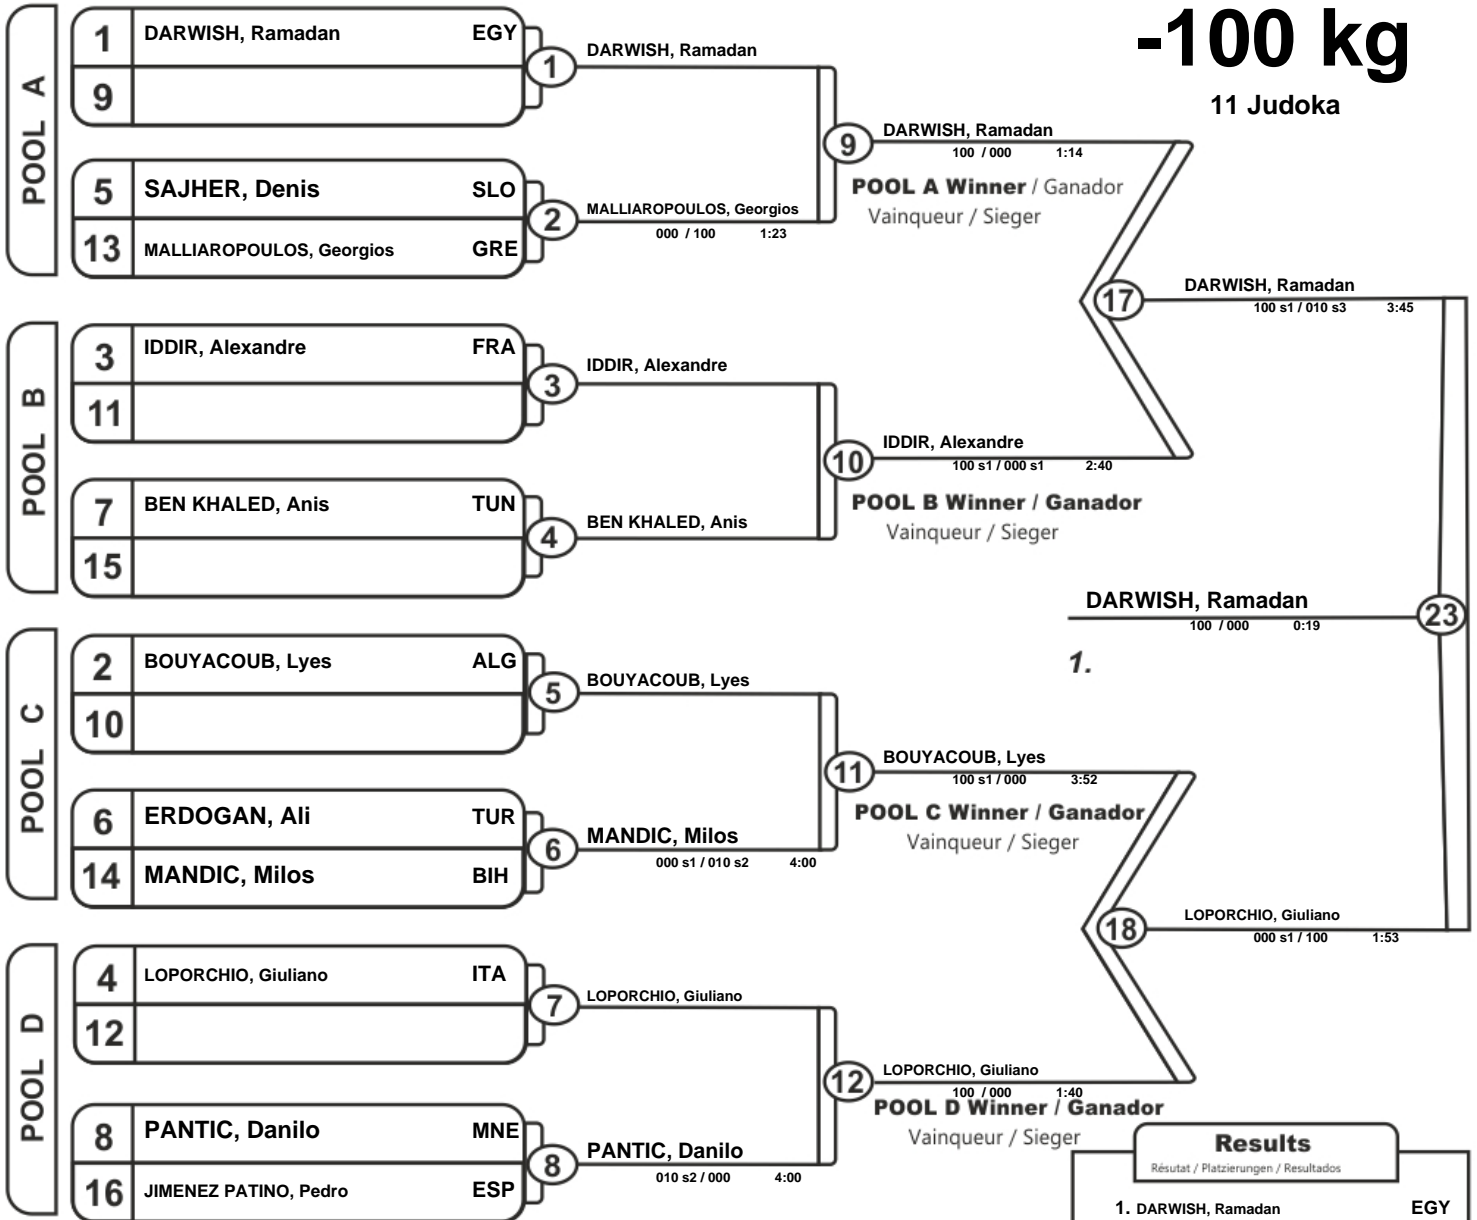 -100 kg
11 Judoka
POOL A
1 DARWISH, Ramadan EGY
9
1
DARWISH, Ramadan
5 SAJHER, Denis SLO
13 MALLIAROPOULOS, Georgios GRE
2
MALLIAROPOULOS, Georgios
000 / 100 1:23
9
DARWISH, Ramadan
100 / 000 1:14
POOL A Winner / Ganador
Vainqueur / Sieger
POOL B
3 IDDIR, Alexandre FRA
11
3
IDDIR, Alexandre
7 BEN KHALED, Anis TUN
15
4
BEN KHALED, Anis
10
IDDIR, Alexandre
100 s1 / 000 s1 2:40
POOL B Winner / Ganador
Vainqueur / Sieger
17
DARWISH, Ramadan
100 s1 / 010 s3 3:45
DARWISH, Ramadan
100 / 000 0:19
23
1.
POOL C
2 BOUYACOUB, Lyes ALG
10
5
BOUYACOUB, Lyes
6 ERDOGAN, Ali TUR
14 MANDIC, Milos BIH
6
MANDIC, Milos
000 s1 / 010 s2 4:00
11
BOUYACOUB, Lyes
100 s1 / 000 3:52
POOL C Winner / Ganador
Vainqueur / Sieger
18
LOPORCHIO, Giuliano
000 s1 / 100 1:53
POOL D
4 LOPORCHIO, Giuliano ITA
12
7
LOPORCHIO, Giuliano
8 PANTIC, Danilo MNE
16 JIMENEZ PATINO, Pedro ESP
8
PANTIC, Danilo
010 s2 / 000 4:00
12
LOPORCHIO, Giuliano
100 / 000 1:40
POOL D Winner / Ganador
Vainqueur / Sieger
Results
Résutat / Platzierungen / Resultados
1. DARWISH, Ramadan EGY